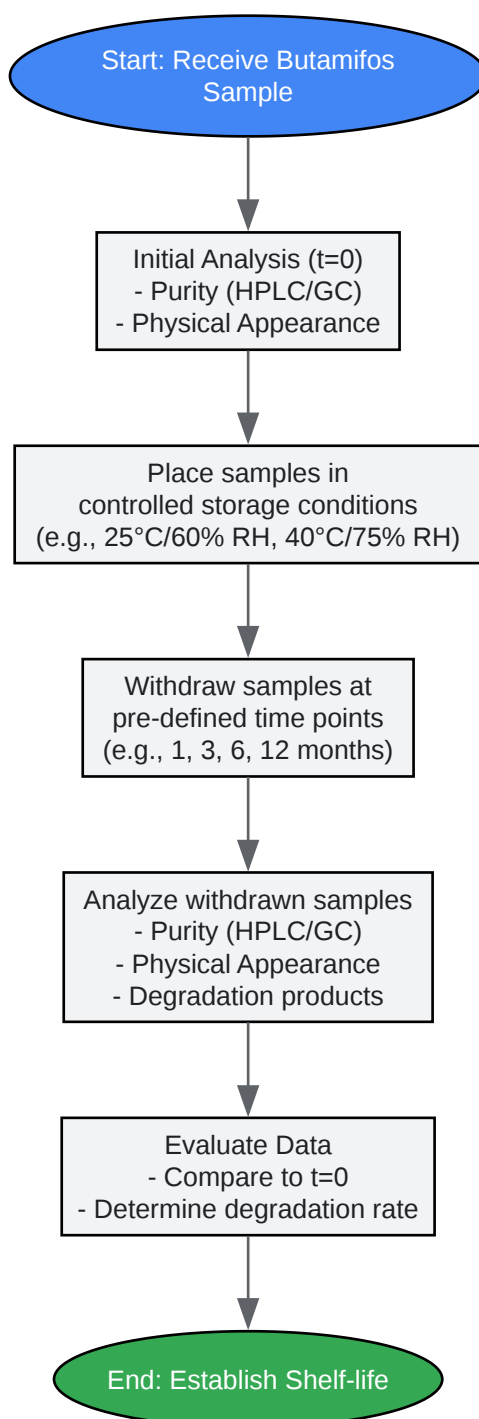 Start: Receive Butamifos
Sample
Initial Analysis (t=0)
- Purity (HPLC/GC)
- Physical Appearance
Place samples in
controlled storage conditions
(e.g., 25°C/60% RH, 40°C/75% RH)
Withdraw samples at
pre-defined time points
(e.g., 1, 3, 6, 12 months)
Analyze withdrawn samples
- Purity (HPLC/GC)
- Physical Appearance
- Degradation products
Evaluate Data
- Compare to t=0
- Determine degradation rate
End: Establish Shelf-life